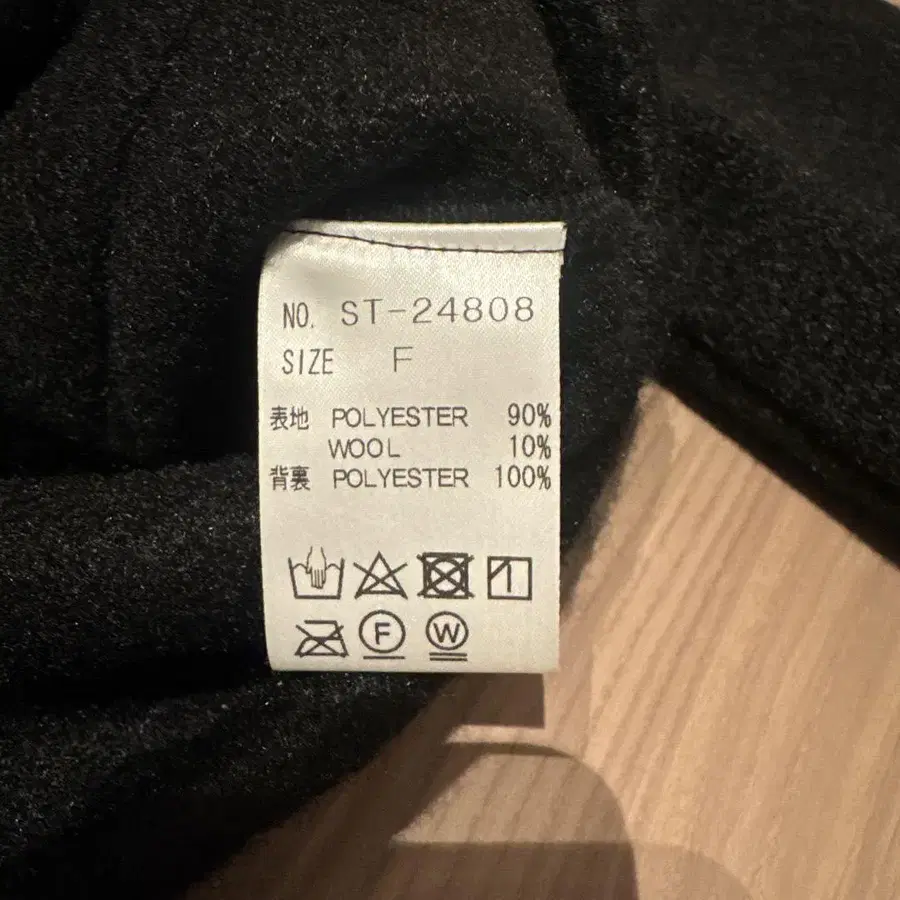 NO. ST-24808
SIZE F
表地 POLYESTER 90%
WOOL 10%
背裏 POLYESTER 100%
F W